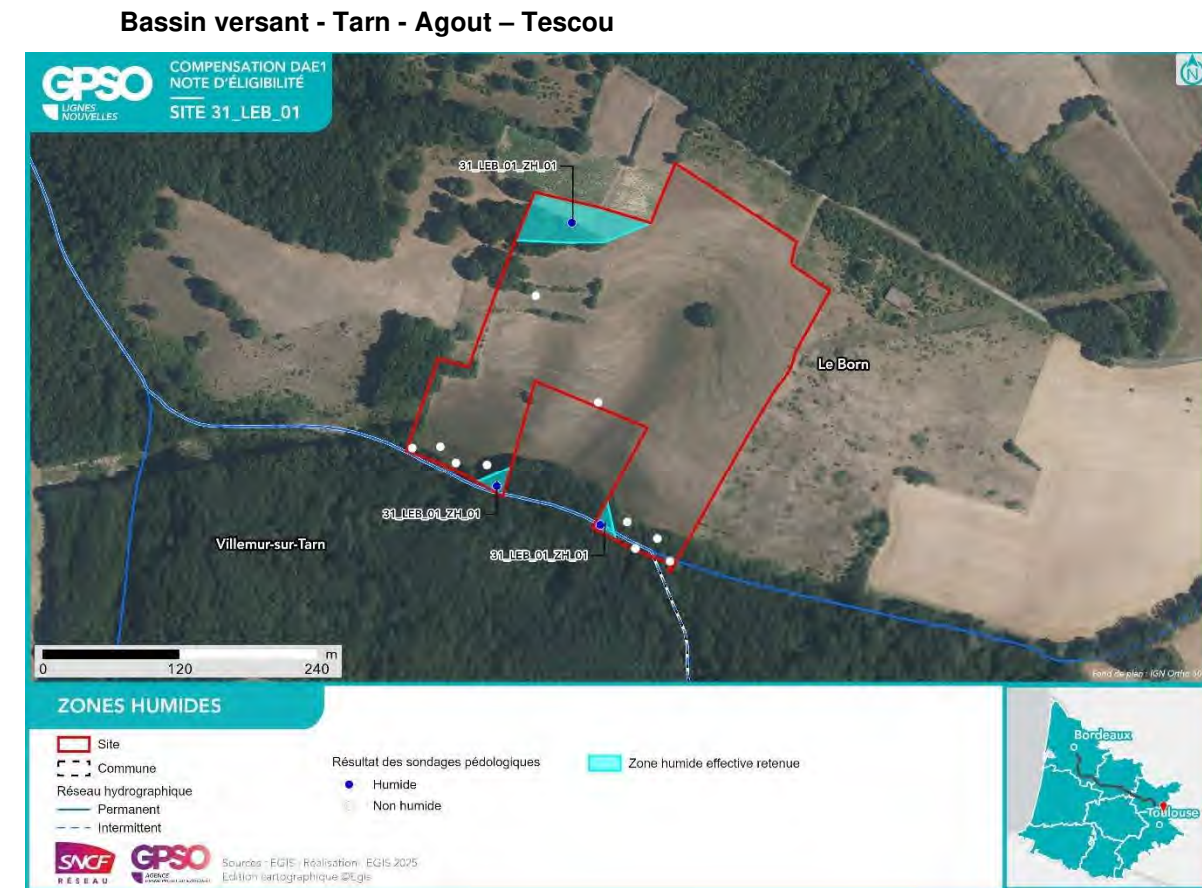 Bassin versant - Tarn - Agout – Tescou
GPSO
LIGNES
NOUVELLES
COMPENSATION DAE1
NOTE D'ÉLIGIBILITÉ
SITE 31_LEB_01
N
31_LEB_01_ZH_01
Le Born
31_LEB_01_ZH_01
31_LEB_01_ZH_01
Villemur-sur-Tarn
m
0 120 240
Fond de plan : IGN Ortho
ZONES HUMIDES
Site
Commune
Réseau hydrographique
Permanent
Intermittent
Résultat des sondages pédologiques
Humide
Non humide
Zone humide effective retenue
Bordeaux
Toulouse
SNCF
RÉSEAU
GPSO
AGENCE
Sources : EGIS - Réalisation : EGIS 2025
Edition cartographique ©Egis